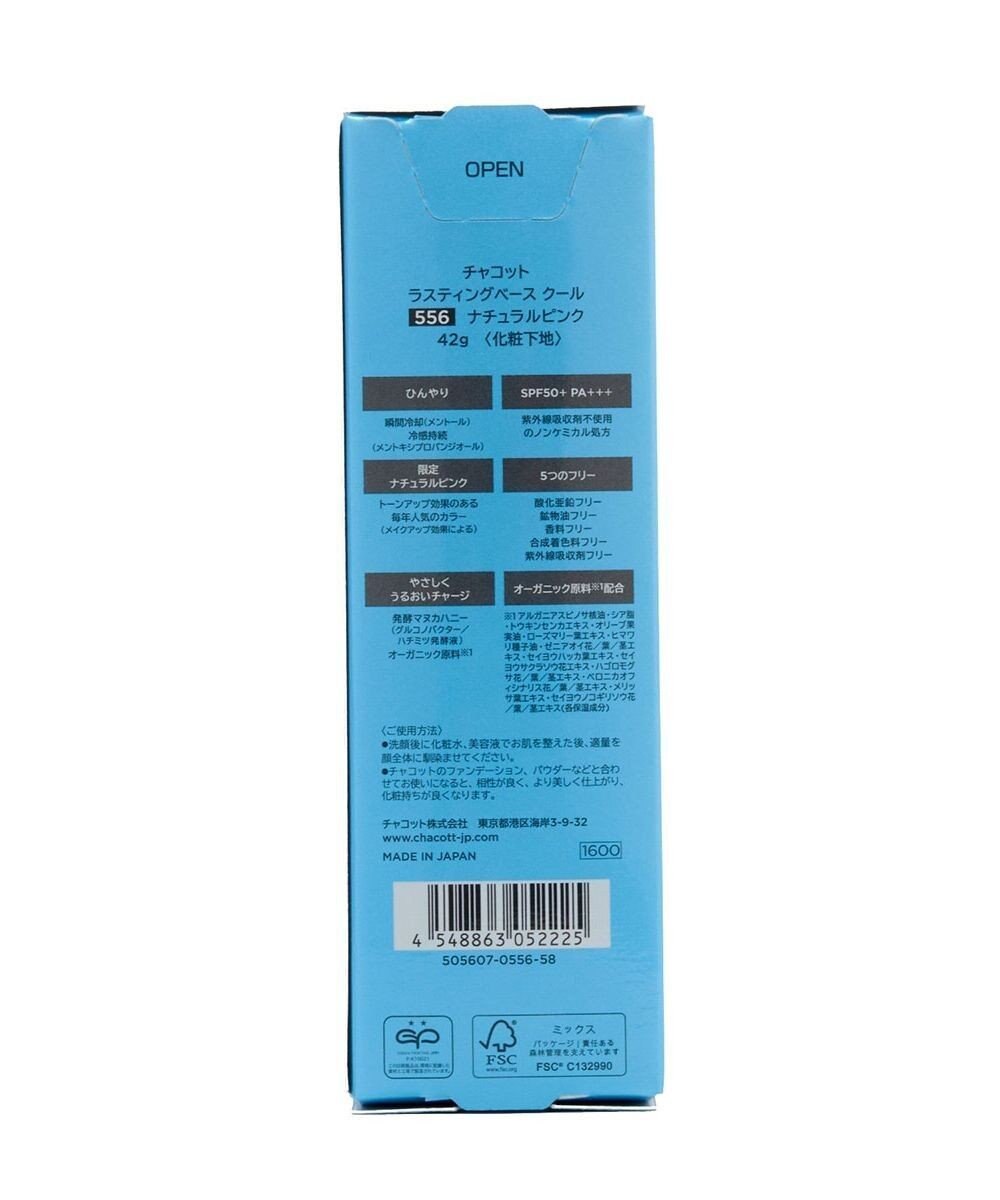 OPEN
チャコット
ラスティングベース クール
556 ナチュラルピンク
42g 〈化粧下地〉
ひんやり
瞬間冷却(メントール)
冷感持続
(メントキシプロパンジオール)
SPF50+ PA+++
紫外線吸収剤不使用
のノンケミカル処方
限定
ナチュラルピンク
トーンアップ効果のある
毎年人気のカラー
(メイクアップ効果による)
5つのフリー
酸化亜鉛フリー
鉱物油フリー
香料フリー
合成着色料フリー
紫外線吸収剤フリー
やさしく
うるおいチャージ
発酵マヌカハニー
(グルコノバクター/
ハチミツ発酵液)
オーガニック原料※1
オーガニック原料※1配合
※1 アルガニアスピノサ核油・シア脂
・トウキンセンカエキス・オリーブ果
実油・ローズマリー葉エキス・ヒマワ
リ種子油・ゼニアオイ花/葉/茎エ
キス・セイヨウハッカ葉エキス・セイ
ヨウサクラソウ花エキス・ハゴロモグ
サ花/葉/茎エキス・ベロニカオフ
ィシナリス花/葉/茎エキス・メリッ
サ葉エキス・セイヨウノコギリソウ花
/葉/茎エキス(各保湿成分)
〈ご使用方法〉
●洗顔後に化粧水、美容液でお肌を整えた後、適量を
顔全体に馴染ませてください。
●チャコットのファンデーション、パウダーなどと合わ
せてお使いになると、相性が良く、より美しく仕上がり、
化粧持ちが良くなります。
チャコット株式会社 東京都港区海岸3-9-32
www.chacott-jp.com
MADE IN JAPAN
1600
4 548863 052225
505607-0556-58
GP
FSC
www.fsc.org
ミックス
パッケージ | 責任ある
森林管理を支えています
FSC® C132990